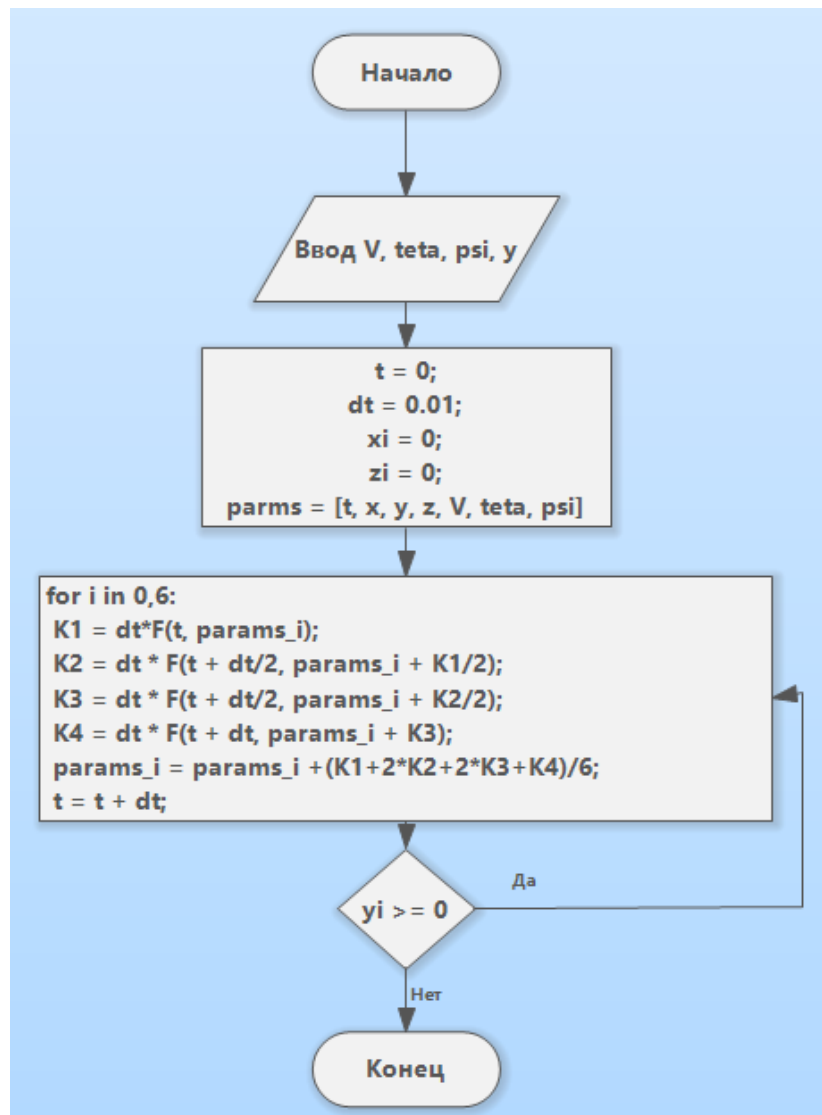 Начало
Ввод V, teta, psi, y
t = 0;
dt = 0.01;
xi = 0;
zi = 0;
parms = [t, x, y, z, V, teta, psi]
for i in 0,6:
K1 = dt*F(t, params_i);
K2 = dt * F(t + dt/2, params_i + K1/2);
K3 = dt * F(t + dt/2, params_i + K2/2);
K4 = dt * F(t + dt, params_i + K3);
params_i = params_i +(K1+2*K2+2*K3+K4)/6;
t = t + dt;
Да
yi >= 0
Нет
Конец